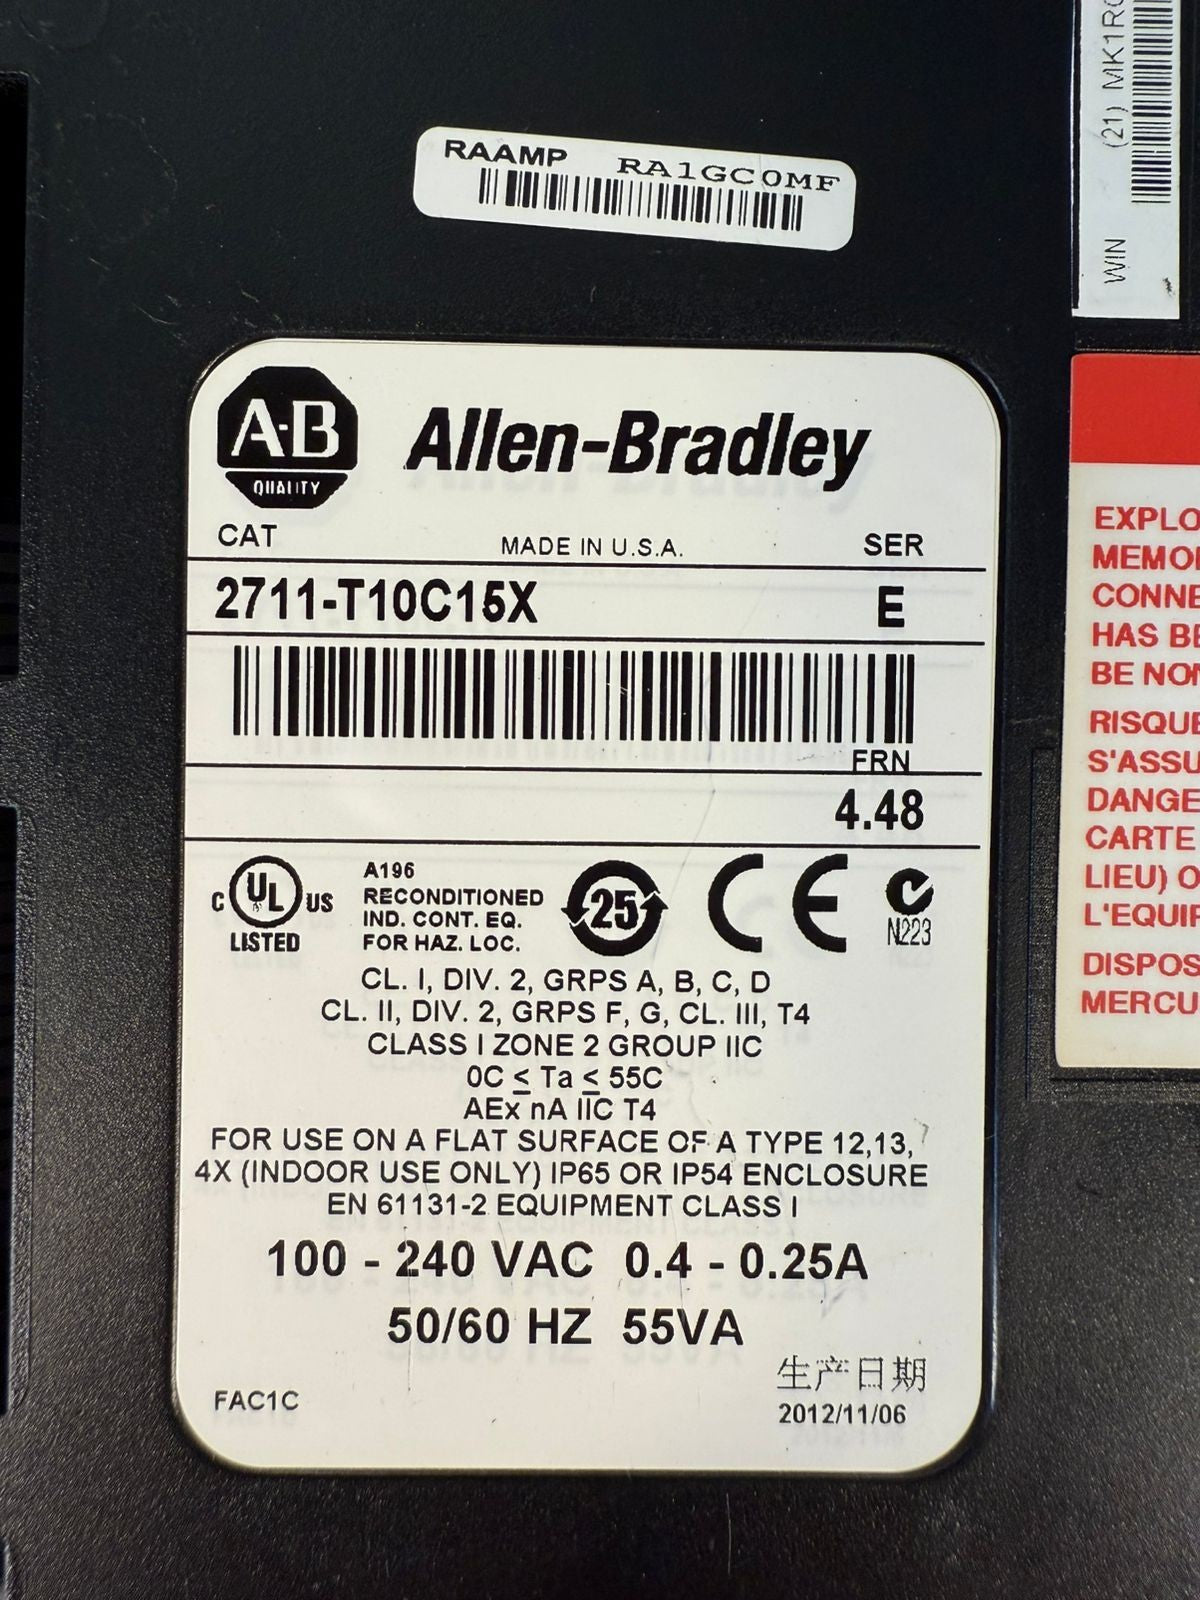 RAAMP RA1GC0MF
(21) MK1R
WIN
A-B
QUALITY
Allen-Bradley
CAT MADE IN U.S.A. SER
2711-T10C15X E
FRN
4.48
C UL US
LISTED
A196
RECONDITIONED
IND. CONT. EQ.
FOR HAZ. LOC.
25
CE
N223
CL. I, DIV. 2, GRPS A, B, C, D
CL. II, DIV. 2, GRPS F, G, CL. III, T4
CLASS I ZONE 2 GROUP IIC
0C ≤ Ta ≤ 55C
AEx nA IIC T4
FOR USE ON A FLAT SURFACE OF A TYPE 12,13,
4X (INDOOR USE ONLY) IP65 OR IP54 ENCLOSURE
EN 61131-2 EQUIPMENT CLASS I
100 - 240 VAC 0.4 - 0.25A
50/60 HZ 55VA
生产日期
FAC1C 2012/11/06
EXPLO
MEMO
CONNE
HAS BE
BE NON
RISQUE
S'ASSU
DANGE
CARTE
LIEU) O
L'EQUIP
DISPOS
MERCU